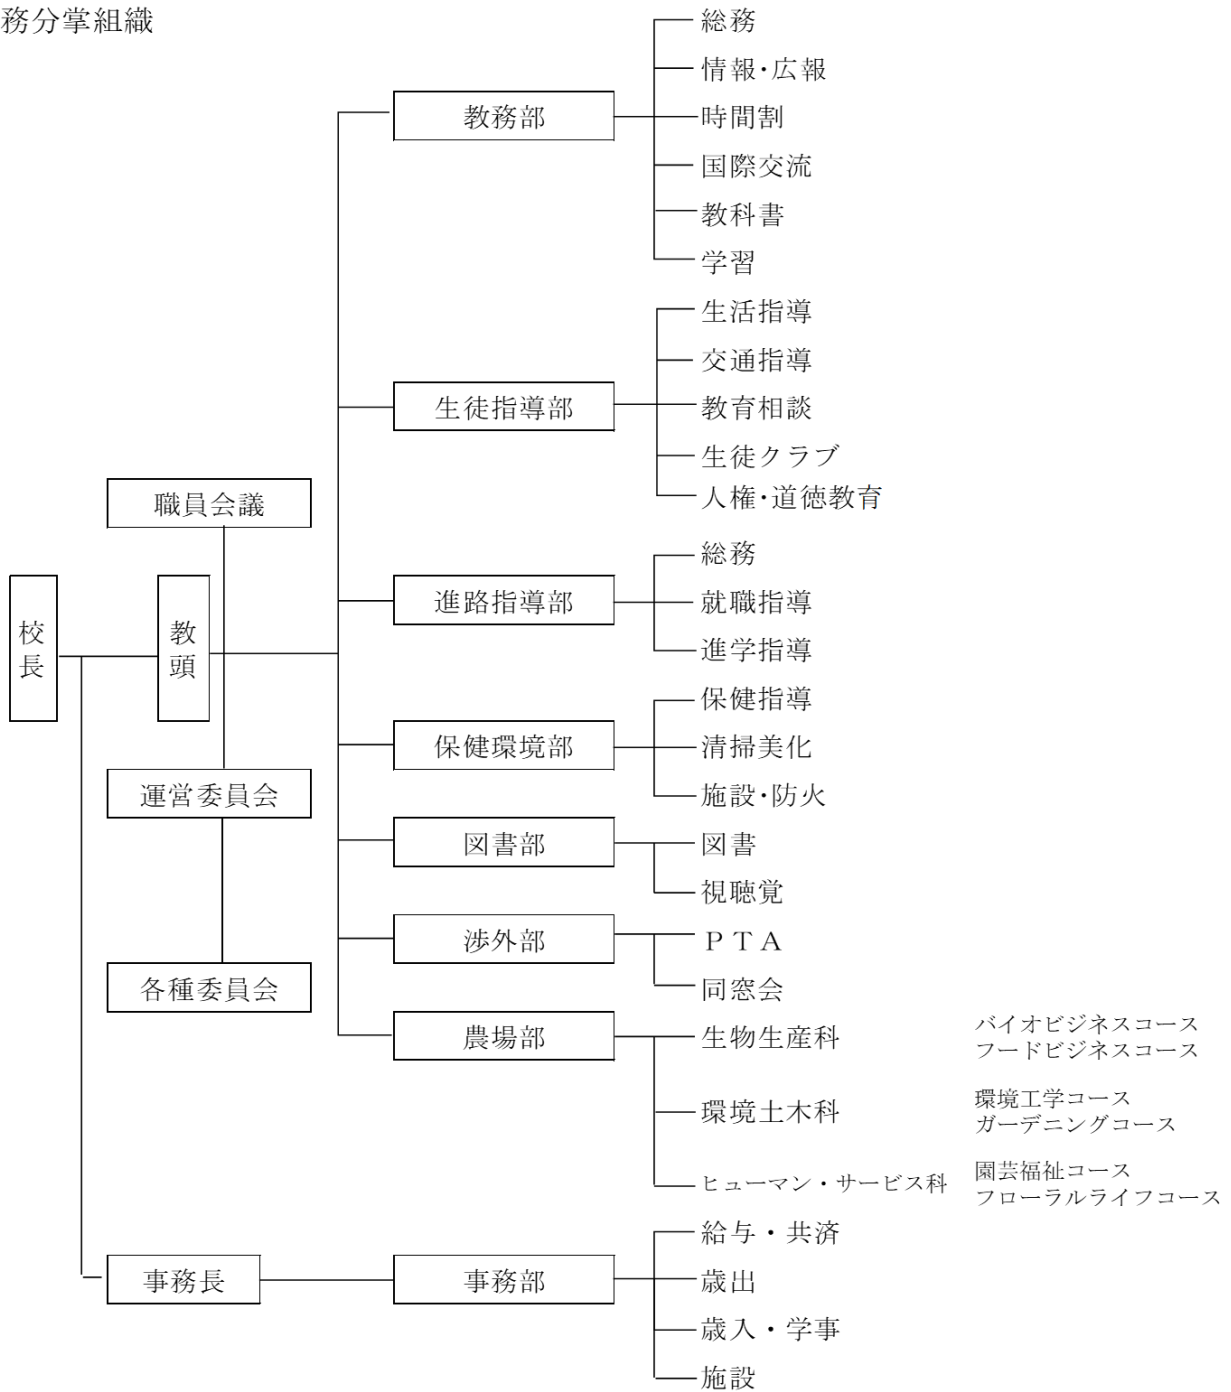 務分掌組織
校長
教頭
職員会議
運営委員会
各種委員会
教務部
総務
情報・広報
時間割
国際交流
教科書
学習
生徒指導部
生活指導
交通指導
教育相談
生徒クラブ
人権・道徳教育
進路指導部
総務
就職指導
進学指導
保健環境部
保健指導
清掃美化
施設・防火
図書部
図書
視聴覚
渉外部
ＰＴＡ
同窓会
農場部
生物生産科
バイオビジネスコース
フードビジネスコース
環境土木科
環境工学コース
ガーデニングコース
ヒューマン・サービス科
園芸福祉コース
フローラルライフコース
事務長
事務部
給与・共済
歳出
歳入・学事
施設